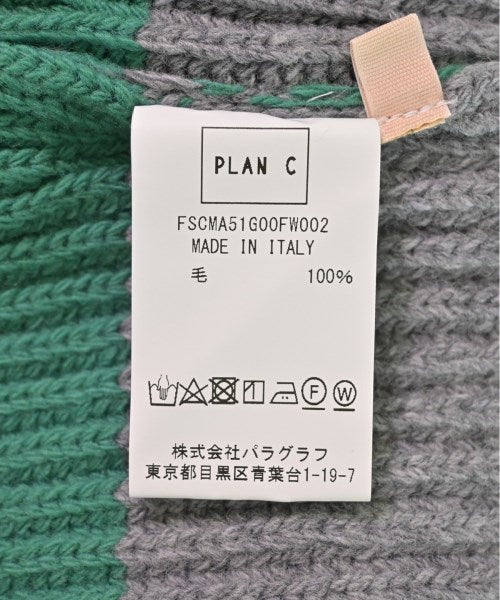 PLAN C
FSCMA51G00FW002
MADE IN ITALY
毛 100%
F W
株式会社パラグラフ
東京都目黒区青葉台1-19-7